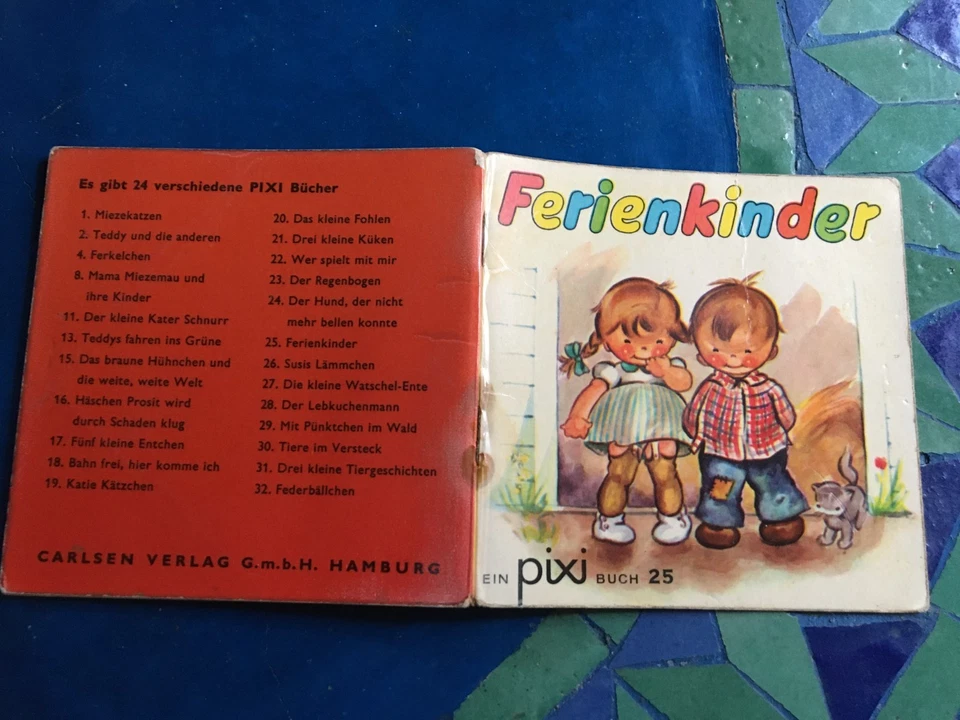 Es gibt 24 verschiedene PIXI Bücher
1. Miezekatzen
2. Teddy und die anderen
4. Ferkelchen
8. Mama Miezemau und
ihre Kinder
11. Der kleine Kater Schnurr
13. Teddys fahren ins Grüne
15. Das braune Hühnchen und
die weite, weite Welt
16. Häschen Prosit wird
durch Schaden klug
17. Fünf kleine Entchen
18. Bahn frei, hier komme ich
19. Katie Kätzchen
20. Das kleine Fohlen
21. Drei kleine Küken
22. Wer spielt mit mir
23. Der Regenbogen
24. Der Hund, der nicht
mehr bellen konnte
25. Ferienkinder
26. Susis Lämmchen
27. Die kleine Watschel-Ente
28. Der Lebkuchenmann
29. Mit Pünktchen im Wald
30. Tiere im Versteck
31. Drei kleine Tiergeschichten
32. Federbällchen
CARLSEN VERLAG G.m.b.H. HAMBURG
Ferienkinder
EIN pixi BUCH 25